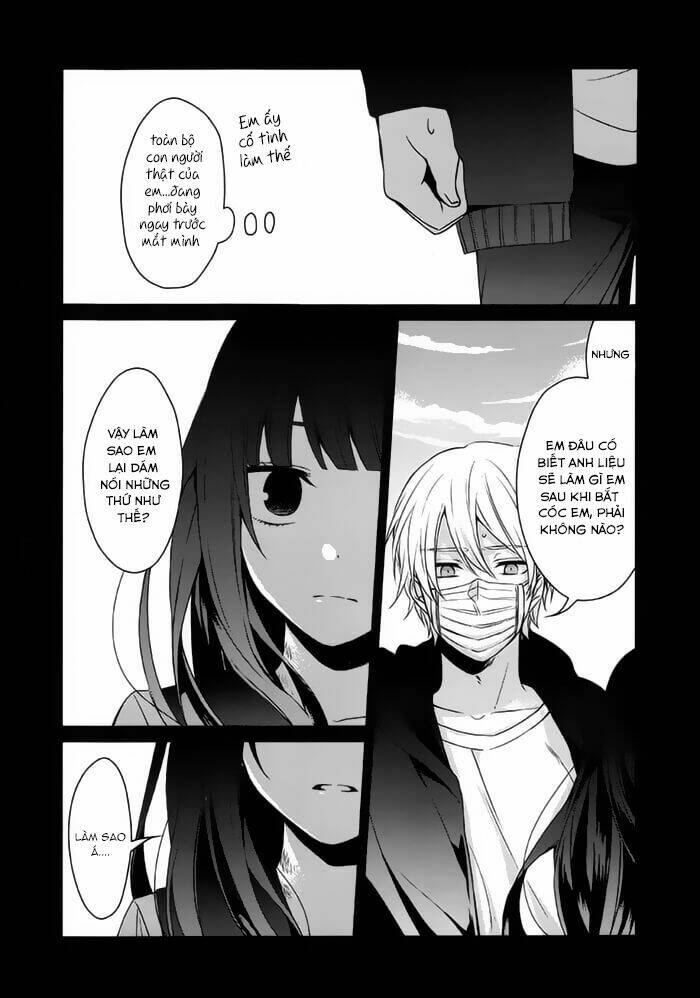 Em ấy
cố tình
làm thế
toàn bộ
con người
thật của
em...đang
phơi bày
ngay trước
mắt mình
NHƯNG
EM ĐÂU CÓ
BIẾT ANH LIỆU
SẼ LÀM GÌ EM
SAU KHI BẮT
CÓC EM, PHẢI
KHÔNG NÀO?
VẬY LÀM
SAO EM
LẠI DÁM
NÓI NHỮNG
THỨ NHƯ
THẾ?
LÀM SAO
Á....